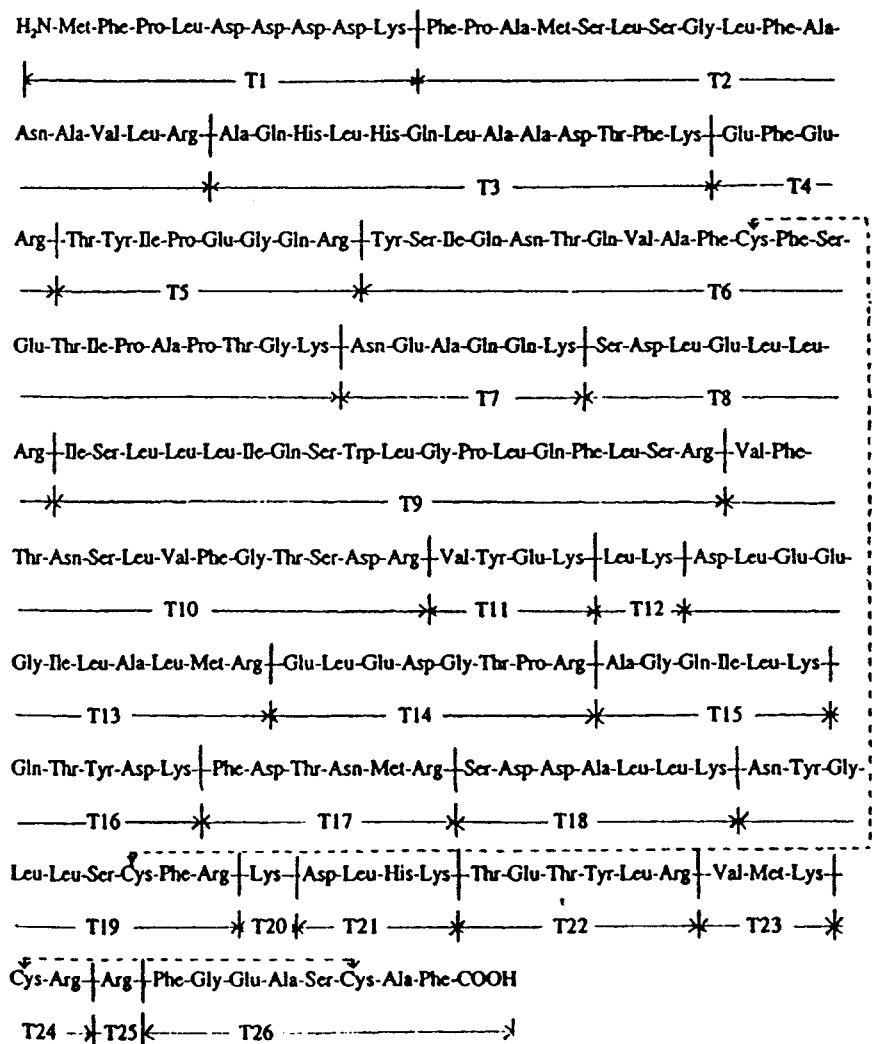 H₂N-Met-Phe-Pro-Leu-Asp-Asp-Asp-Asp-Lys-Phe-Pro-Ala-Met-Ser-Leu-Ser-Gly-Leu-Phe-Ala-
T1 T2
Asn-Ala-Val-Leu-Arg-Ala-Gln-His-Leu-His-Gln-Leu-Ala-Ala-Asp-Thr-Phe-Lys-Glu-Phe-Glu-
T3 T4
Arg-Thr-Tyr-Ile-Pro-Glu-Gly-Gln-Arg-Tyr-Ser-Ile-Gln-Asn-Thr-Gln-Val-Ala-Phe-Cys-Phe-Ser-
T5 T6
Glu-Thr-Ile-Pro-Ala-Pro-Thr-Gly-Lys-Asn-Glu-Ala-Gln-Gln-Lys-Ser-Asp-Leu-Glu-Leu-Leu-
T7 T8
Arg-Ile-Ser-Leu-Leu-Leu-Ile-Gln-Ser-Trp-Leu-Gly-Pro-Leu-Gln-Phe-Leu-Ser-Arg-Val-Phe-
T9
Thr-Asn-Ser-Leu-Val-Phe-Gly-Thr-Ser-Asp-Arg-Val-Tyr-Glu-Lys-Leu-Lys-Asp-Leu-Glu-Glu-
T10 T11 T12
Gly-Ile-Leu-Ala-Leu-Met-Arg-Glu-Leu-Glu-Asp-Gly-Thr-Pro-Arg-Ala-Gly-Gln-Ile-Leu-Lys-
T13 T14 T15
Gln-Thr-Tyr-Asp-Lys-Phe-Asp-Thr-Asn-Met-Arg-Ser-Asp-Asp-Ala-Leu-Leu-Lys-Asn-Tyr-Gly-
T16 T17 T18
Leu-Leu-Ser-Cys-Phe-Arg-Lys-Asp-Leu-His-Lys-Thr-Glu-Thr-Tyr-Leu-Arg-Val-Met-Lys-
T19 T20 T21 T22 T23
Cys-Arg-Arg-Phe-Gly-Glu-Ala-Ser-Cys-Ala-Phe-COOH
T24 T25 T26